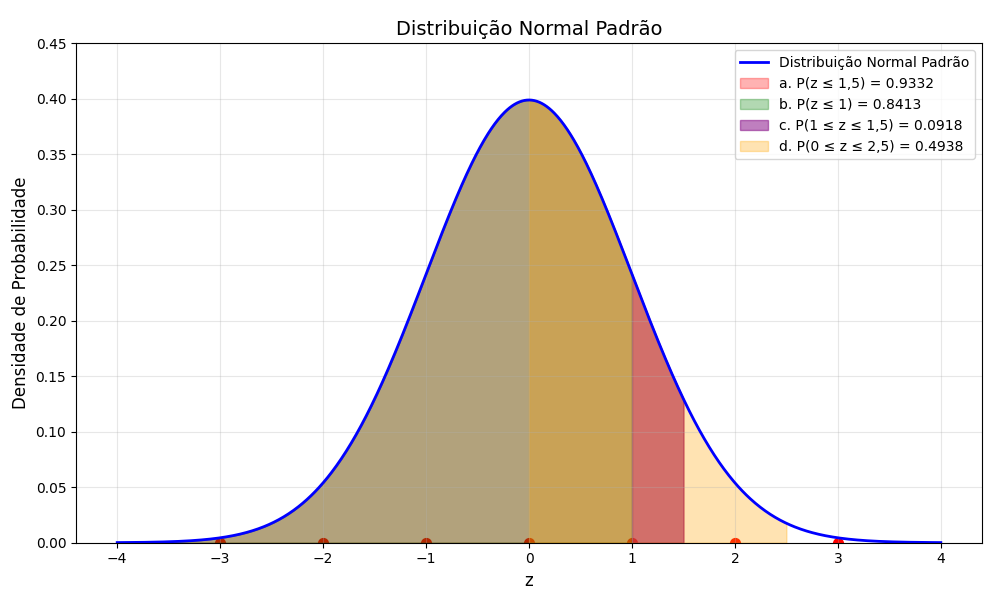 Distribuição Normal Padrão
Distribuição Normal Padrão
a. P(z ≤ 1,5) = 0.9332
b. P(z ≤ 1) = 0.8413
c. P(1 ≤ z ≤ 1,5) = 0.0918
d. P(0 ≤ z ≤ 2,5) = 0.4938
Densidade de Probabilidade
0.45
0.40
0.35
0.30
0.25
0.20
0.15
0.10
0.05
0.00
−4 −3 −2 −1 0 1 2 3 4
z